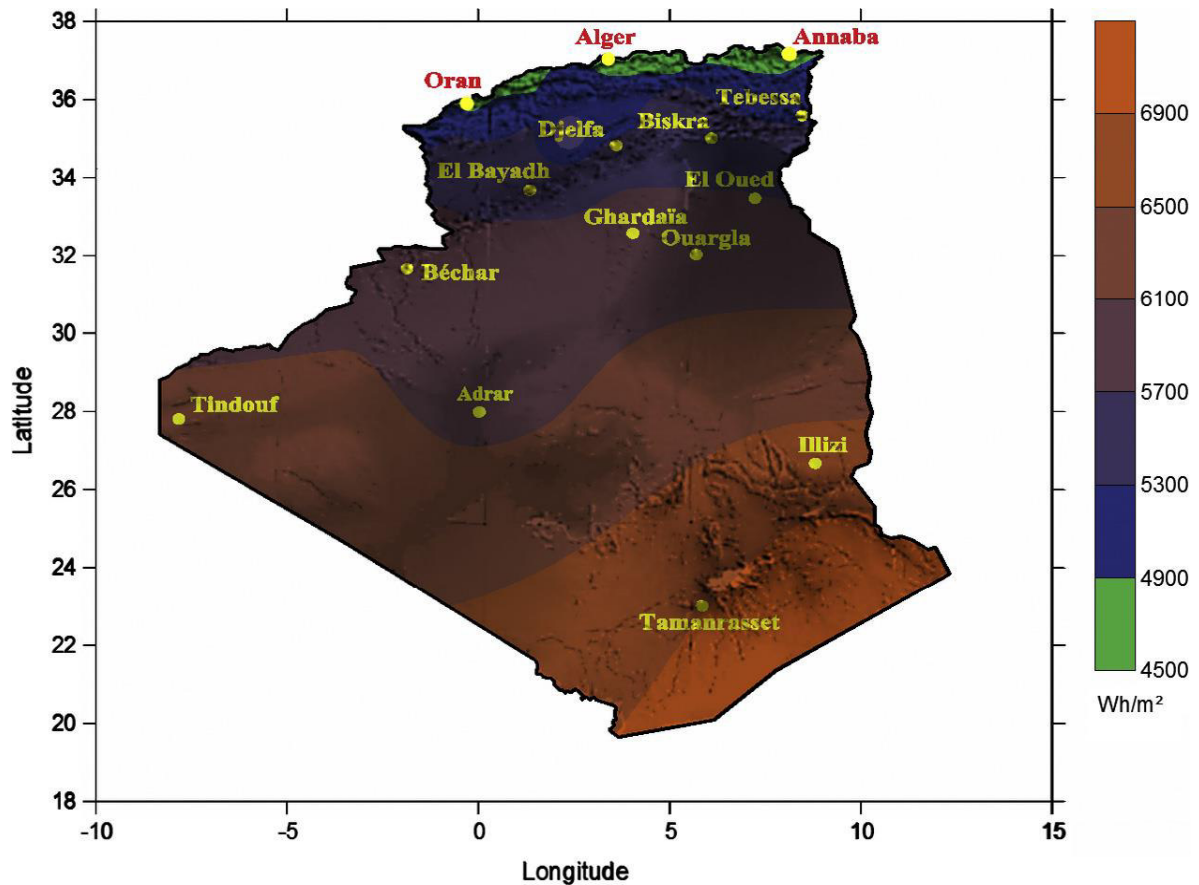 38
36
34
32
30
28
26
24
22
20
18
Latitude
Alger
Annaba
Oran
Tebessa
Djelfa
Biskra
El Bayadh
El Oued
Ghardaïa
Ouargla
Béchar
Adrar
Tindouf
Illizi
Tamanrasset
-10
-5
0
5
10
15
Longitude
6900
6500
6100
5700
5300
4900
4500
Wh/m²